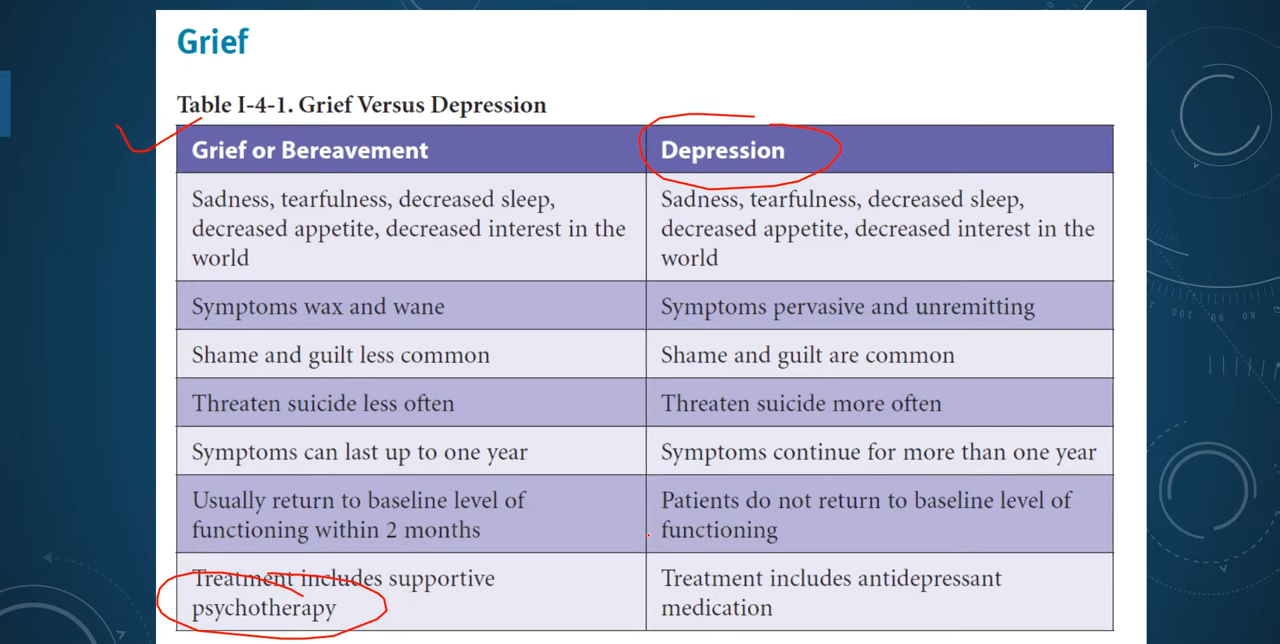 Grief
Table I-4-1. Grief Versus Depression
Grief or Bereavement
Depression
Sadness, tearfulness, decreased sleep,
decreased appetite, decreased interest in the
world
Sadness, tearfulness, decreased sleep,
decreased appetite, decreased interest in the
world
Symptoms wax and wane
Symptoms pervasive and unremitting
Shame and guilt less common
Shame and guilt are common
Threaten suicide less often
Threaten suicide more often
Symptoms can last up to one year
Symptoms continue for more than one year
Usually return to baseline level of
functioning within 2 months
Patients do not return to baseline level of
functioning
Treatment includes supportive
psychotherapy
Treatment includes antidepressant
medication
80 90 100